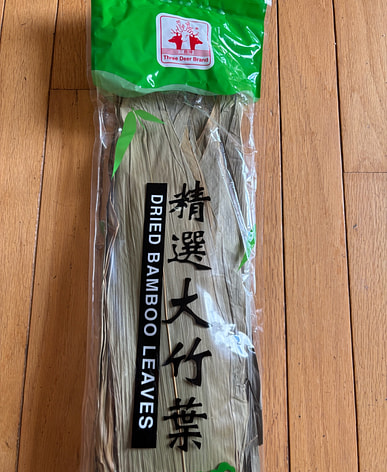 Three Deer Brand
精選大竹葉
DRIED BAMBOO LEAVES